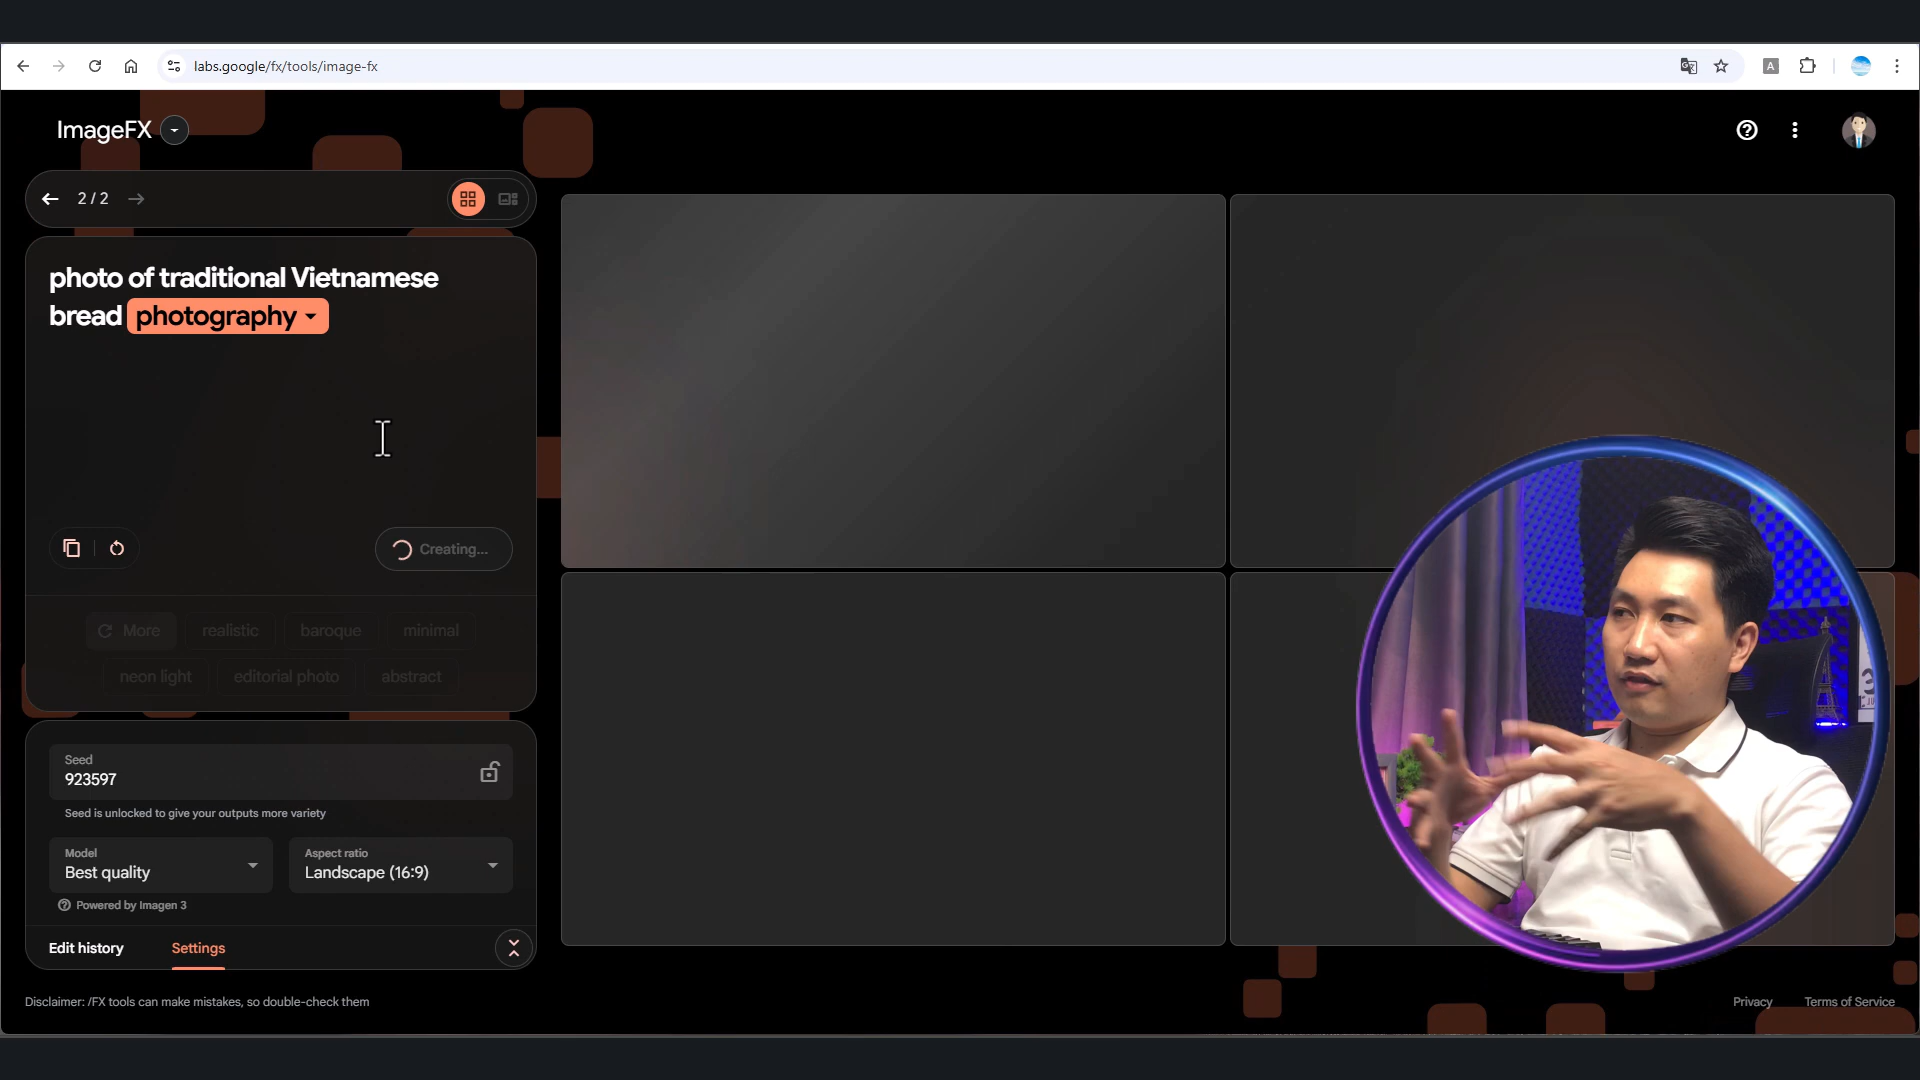 labs.google/fx/tools/image-fx
A
ImageFX
2 / 2
photo of traditional Vietnamese
bread photography
Creating...
More realistic baroque minimal
neon light editorial photo abstract
Seed
923597
Seed is unlocked to give your outputs more variety
Model
Best quality
Aspect ratio
Landscape (16:9)
Powered by Imagen 3
Edit history Settings
Disclaimer: /FX tools can make mistakes, so double-check them
Privacy Terms of Service